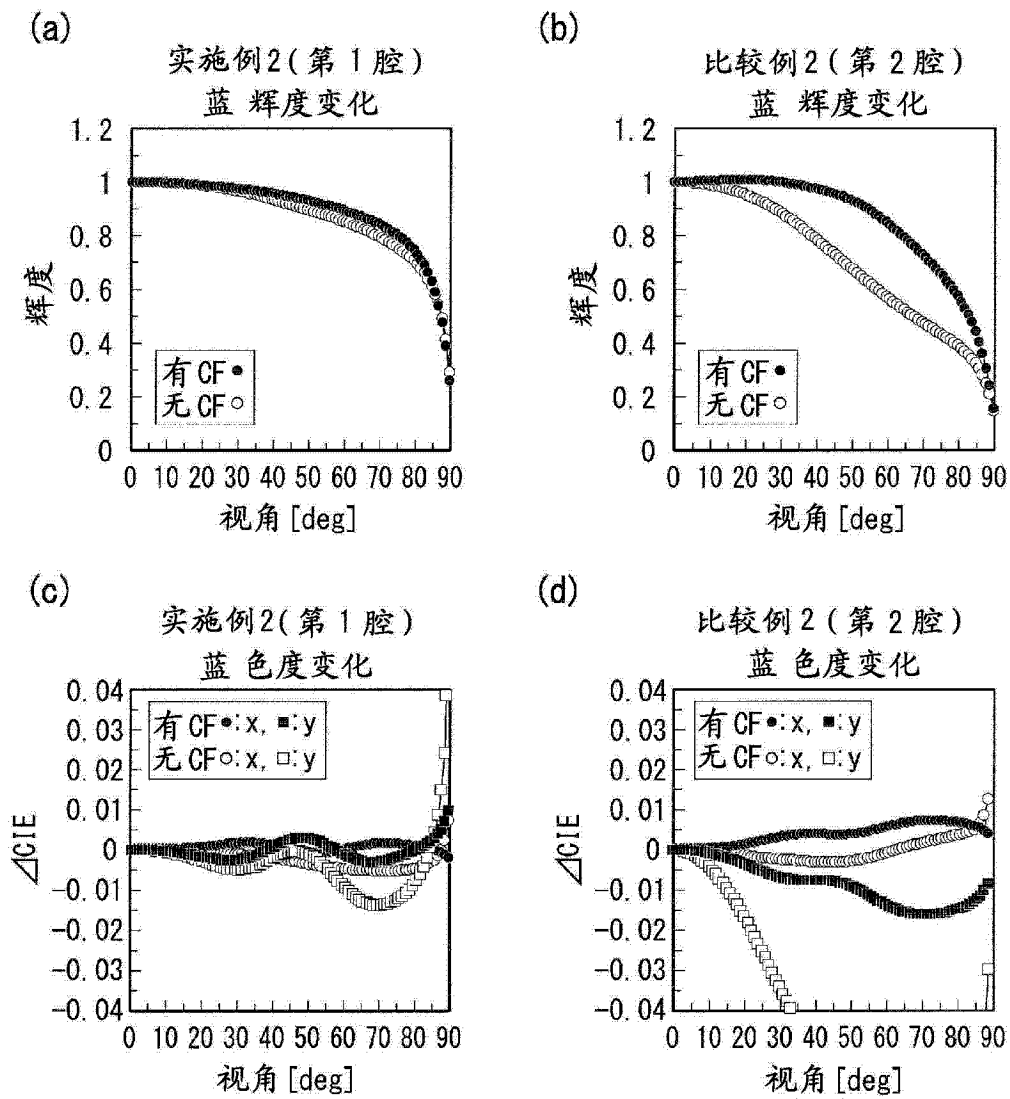 (a)
实施例2(第1腔)
蓝 辉度变化
1.2
1
0.8
0.6
0.4
0.2
0
辉度
有CF●
无CF○
0 10 20 30 40 50 60 70 80 90
视角[deg]
(b)
比较例2(第2腔)
蓝 辉度变化
1.2
1
0.8
0.6
0.4
0.2
0
辉度
有CF●
无CF○
0 10 20 30 40 50 60 70 80 90
视角[deg]
(c)
实施例2(第1腔)
蓝 色度变化
0.04
0.03
0.02
0.01
0
-0.01
-0.02
-0.03
-0.04
⊿CIE
有CF●:x, ■:y
无CF○:x, □:y
0 10 20 30 40 50 60 70 80 90
视角[deg]
(d)
比较例2(第2腔)
蓝 色度变化
0.04
0.03
0.02
0.01
0
-0.01
-0.02
-0.03
-0.04
⊿CIE
有CF●:x, ■:y
无CF○:x, □:y
0 10 20 30 40 50 60 70 80 90
视角[deg]